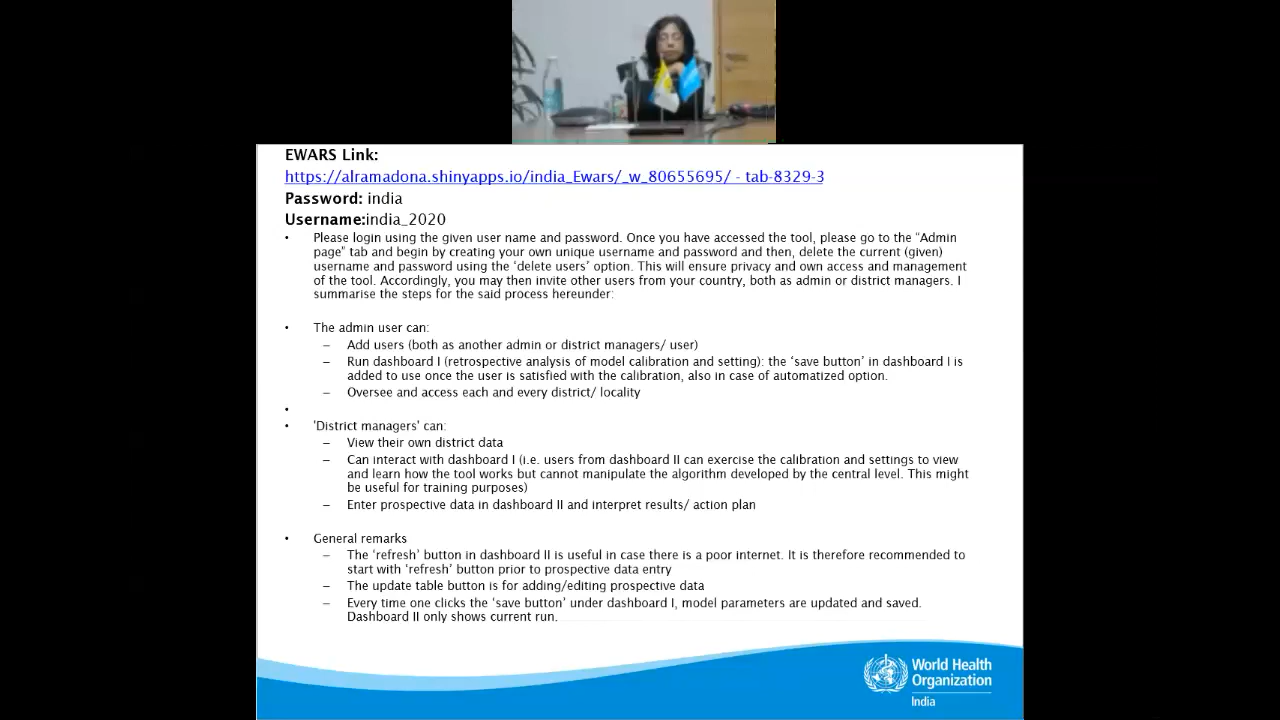 EWARS Link:
https://alramadona.shinyapps.io/india_Ewars/_w_80655695/ - tab-8329-3
Password: india
Username:india_2020
• Please login using the given user name and password. Once you have accessed the tool, please go to the “Admin
page” tab and begin by creating your own unique username and password and then, delete the current (given)
username and password using the ‘delete users’ option. This will ensure privacy and own access and management
of the tool. Accordingly, you may then invite other users from your country, both as admin or district managers. I
summarise the steps for the said process hereunder:
• The admin user can:
– Add users (both as another admin or district managers/ user)
– Run dashboard I (retrospective analysis of model calibration and setting): the ‘save button’ in dashboard I is
added to use once the user is satisfied with the calibration, also in case of automatized option.
– Oversee and access each and every district/ locality
•
• 'District managers' can:
– View their own district data
– Can interact with dashboard I (i.e. users from dashboard II can exercise the calibration and settings to view
and learn how the tool works but cannot manipulate the algorithm developed by the central level. This might
be useful for training purposes)
– Enter prospective data in dashboard II and interpret results/ action plan
• General remarks
– The ‘refresh’ button in dashboard II is useful in case there is a poor internet. It is therefore recommended to
start with ‘refresh’ button prior to prospective data entry
– The update table button is for adding/editing prospective data
– Every time one clicks the ‘save button’ under dashboard I, model parameters are updated and saved.
Dashboard II only shows current run.
World Health
Organization
India